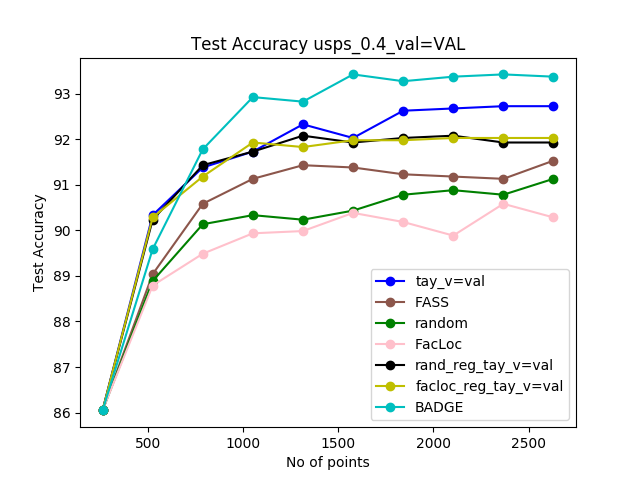 Test Accuracy usps_0.4_val=VAL
Test Accuracy
93
92
91
90
89
88
87
86
tay_v=val
FASS
random
FacLoc
rand_reg_tay_v=val
facloc_reg_tay_v=val
BADGE
500 1000 1500 2000 2500
No of points